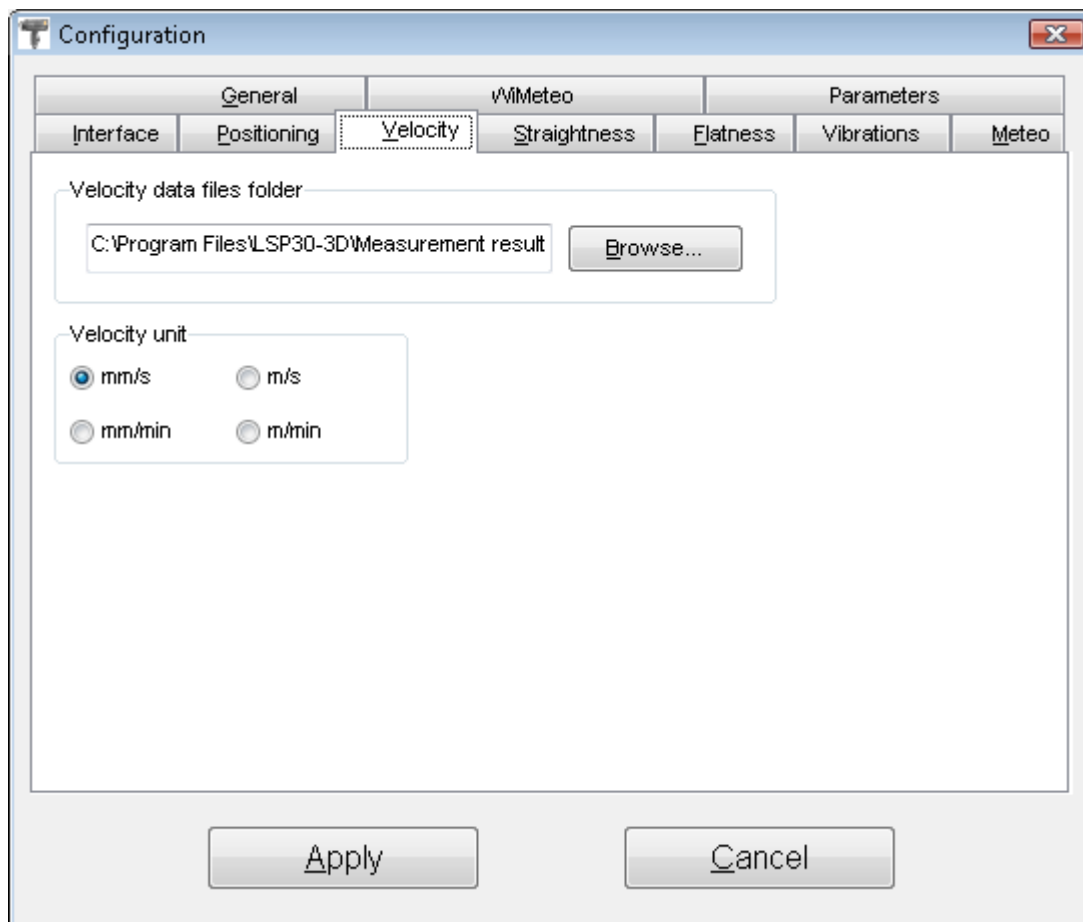 Configuration
General WiMeteo Parameters
Interface Positioning Velocity Straightness Flatness Vibrations Meteo
Velocity data files folder
C:\Program Files\LSP30-3D\Measurement result Browse...
Velocity unit
mm/s m/s
mm/min m/min
Apply Cancel